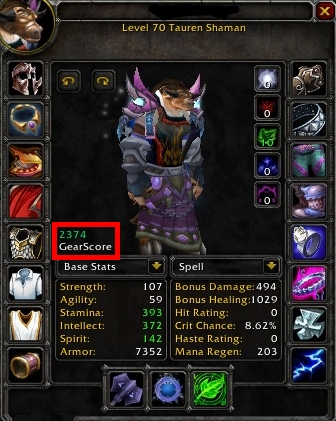 Level 70 Tauren Shaman
0
0
10
0
0
2374
GearScore
Base Stats
Spell
Strength: 107
Agility: 59
Stamina: 393
Intellect: 372
Spirit: 142
Armor: 7352
Bonus Damage: 494
Bonus Healing: 1029
Hit Rating: 0
Crit Chance: 8.62%
Haste Rating: 0
Mana Regen: 203